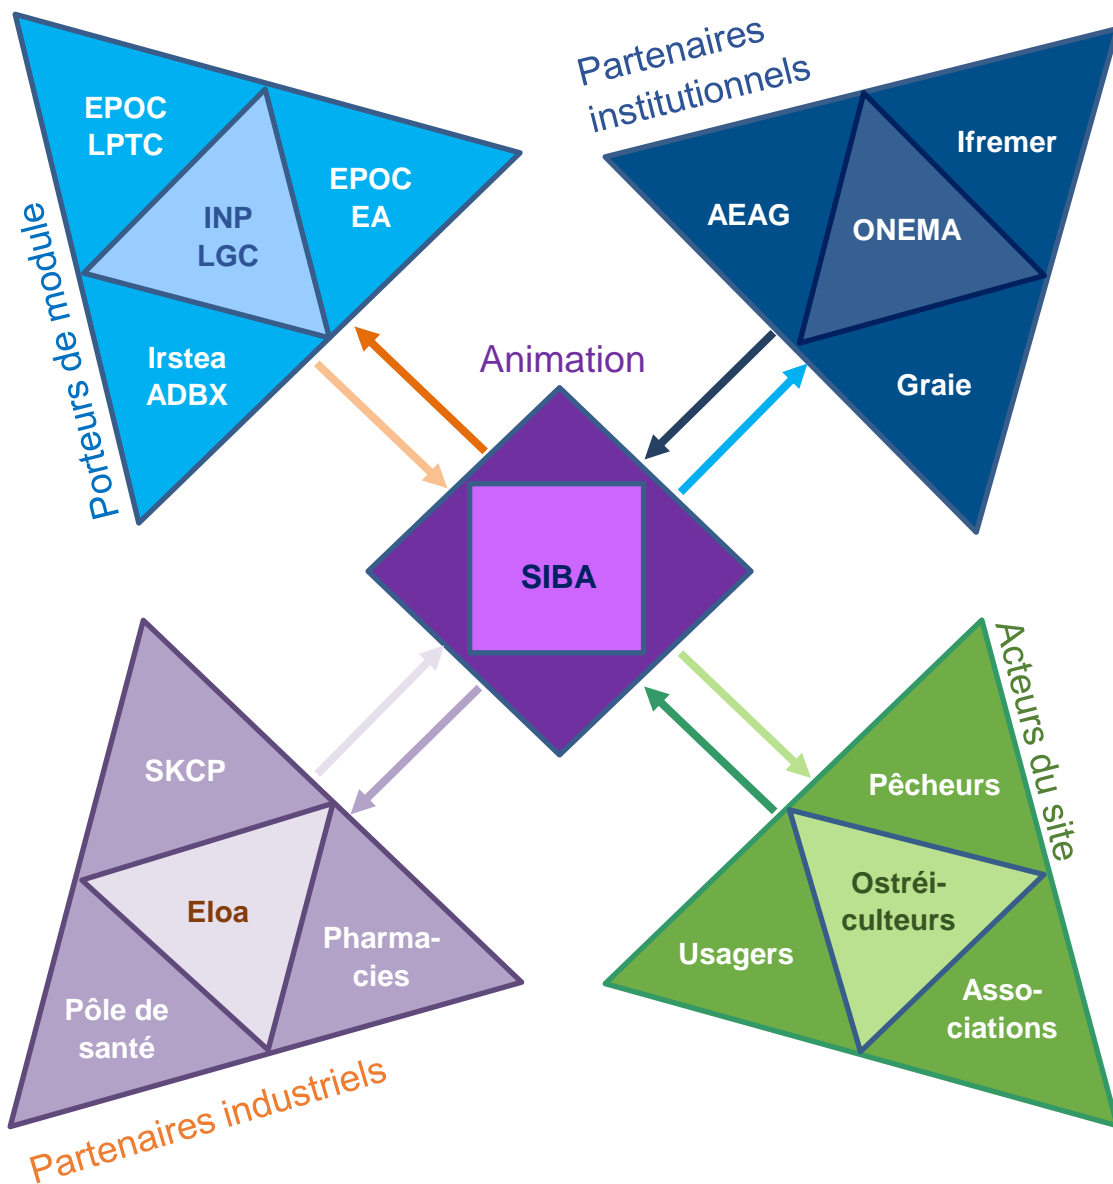 Porteurs de module
EPOC
LPTC
EPOC
EA
INP
LGC
Irstea
ADBX
Partenaires
institutionnels
Ifremer
AEAG
ONEMA
Graie
Animation
SIBA
SKCP
Eloa
Pharma-
cies
Pôle de
santé
Partenaires industriels
Acteurs du site
Pêcheurs
Ostréi-
culteurs
Usagers
Asso-
ciations